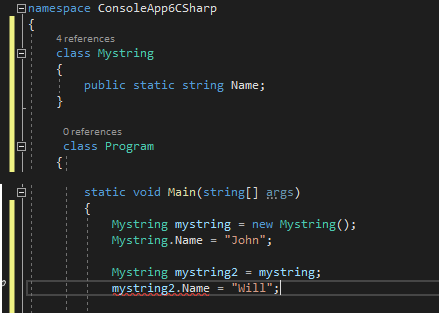 namespace ConsoleApp6CSharp
{
4 references
class Mystring
{
public static string Name;
}
0 references
class Program
{
static void Main(string[] args)
{
Mystring mystring = new Mystring();
Mystring.Name = "John";
Mystring mystring2 = mystring;
mystring2.Name = "Will";